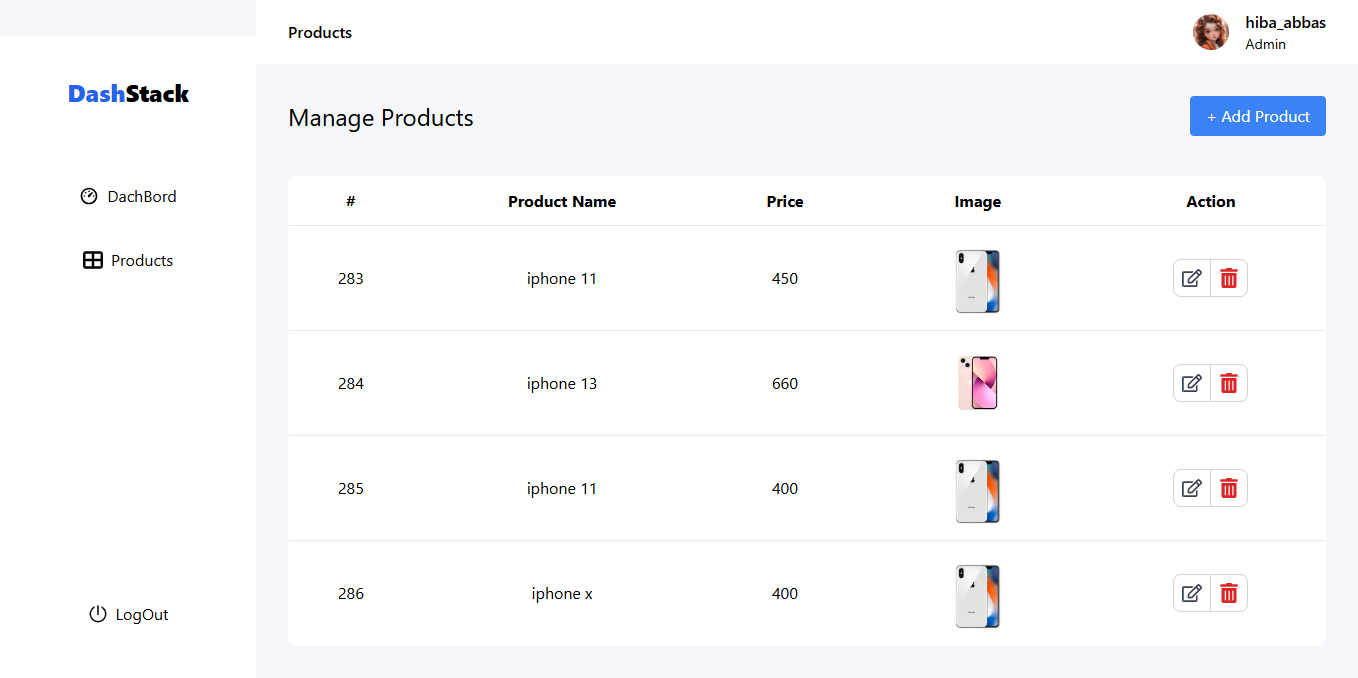 Products
hiba_abbas
Admin
DashStack
DachBord
Products
LogOut
Manage Products
+ Add Product
# Product Name Price Image Action
283 iphone 11 450
284 iphone 13 660
285 iphone 11 400
286 iphone x 400